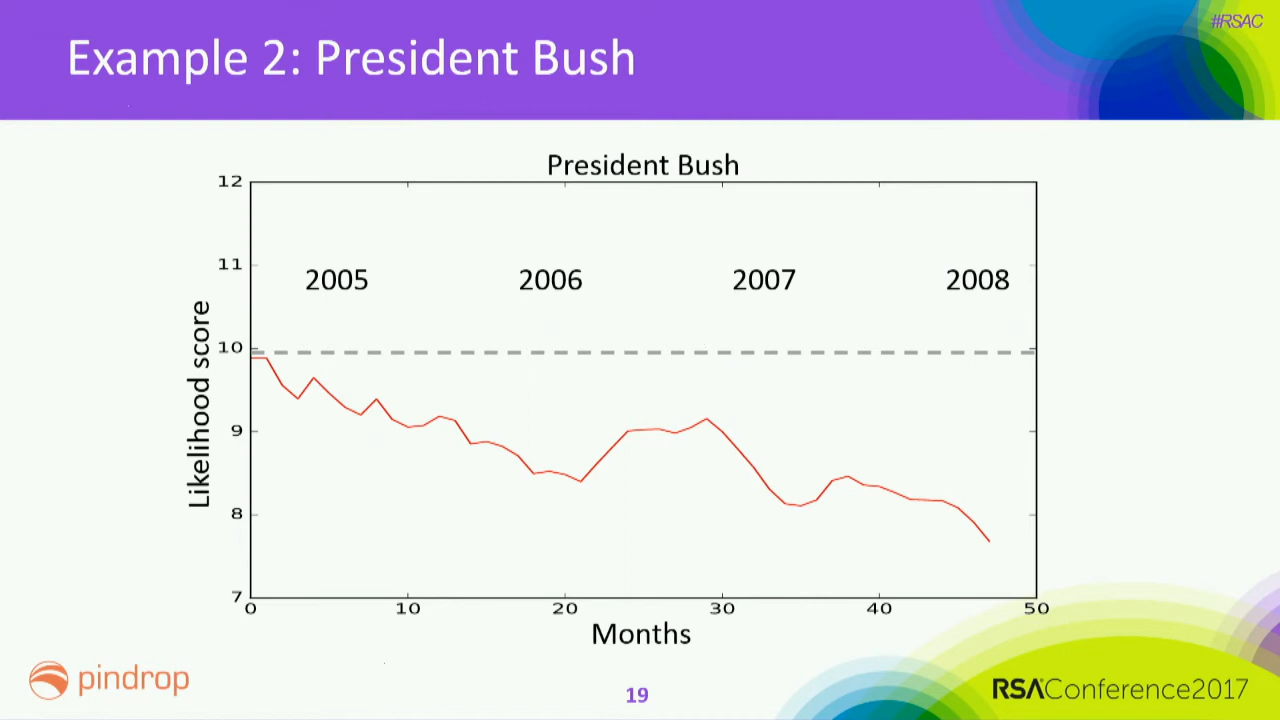 #RSAC
Example 2: President Bush
President Bush
12
11
10
9
8
7
2005 2006 2007 2008
Likelihood score
0 10 20 30 40 50
Months
pindrop
19
RSAConference2017